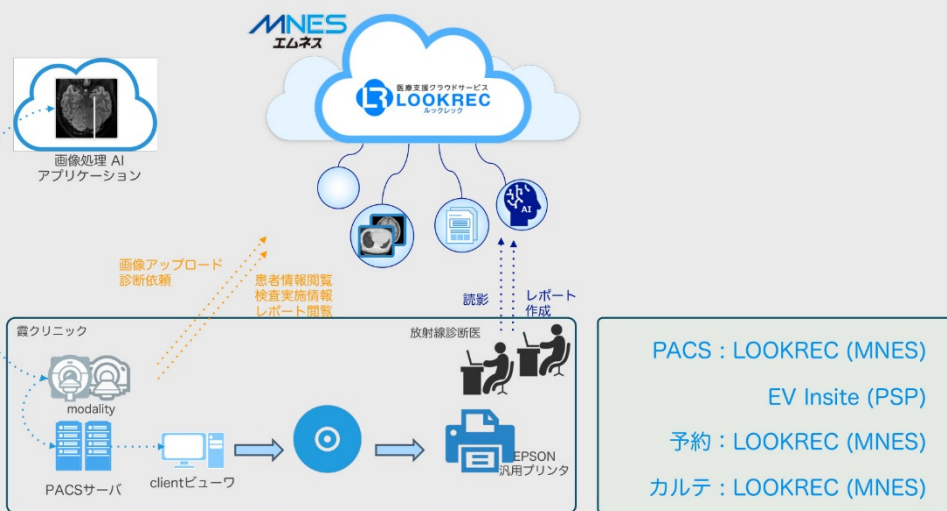 MNES
エムネス
医療支援クラウドサービス
LOOKREC
ルックレック
画像処理 AI
アプリケーション
AI
画像アップロード
診断依頼
患者情報閲覧
検査実施情報
レポート閲覧
読影
レポート
作成
霞クリニック
放射線診断医
modality
PACSサーバ
clientビューワ
EPSON
汎用プリンタ
PACS：LOOKREC (MNES)
EV Insite (PSP)
予約：LOOKREC (MNES)
カルテ：LOOKREC (MNES)